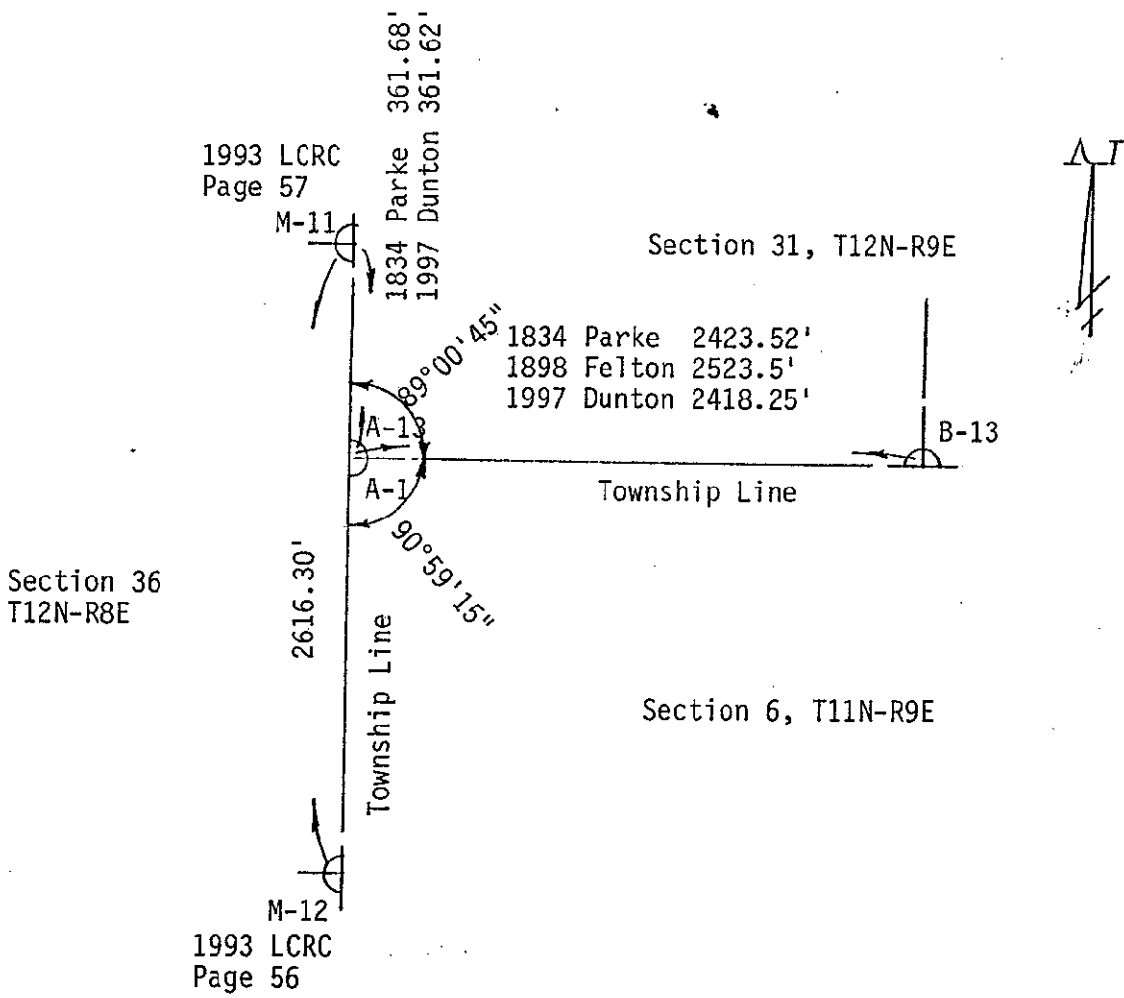 1834 Parke 361.68'
1997 Dunton 361.62'
1993 LCRC
Page 57
M-11
Section 31, T12N-R9E
89°00'45"
1834 Parke 2423.52'
1898 Felton 2523.5'
1997 Dunton 2418.25'
A-13
B-13
A-1
Township Line
90°59'15"
Section 36
T12N-R8E
2616.30'
Township Line
Section 6, T11N-R9E
M-12
1993 LCRC
Page 56